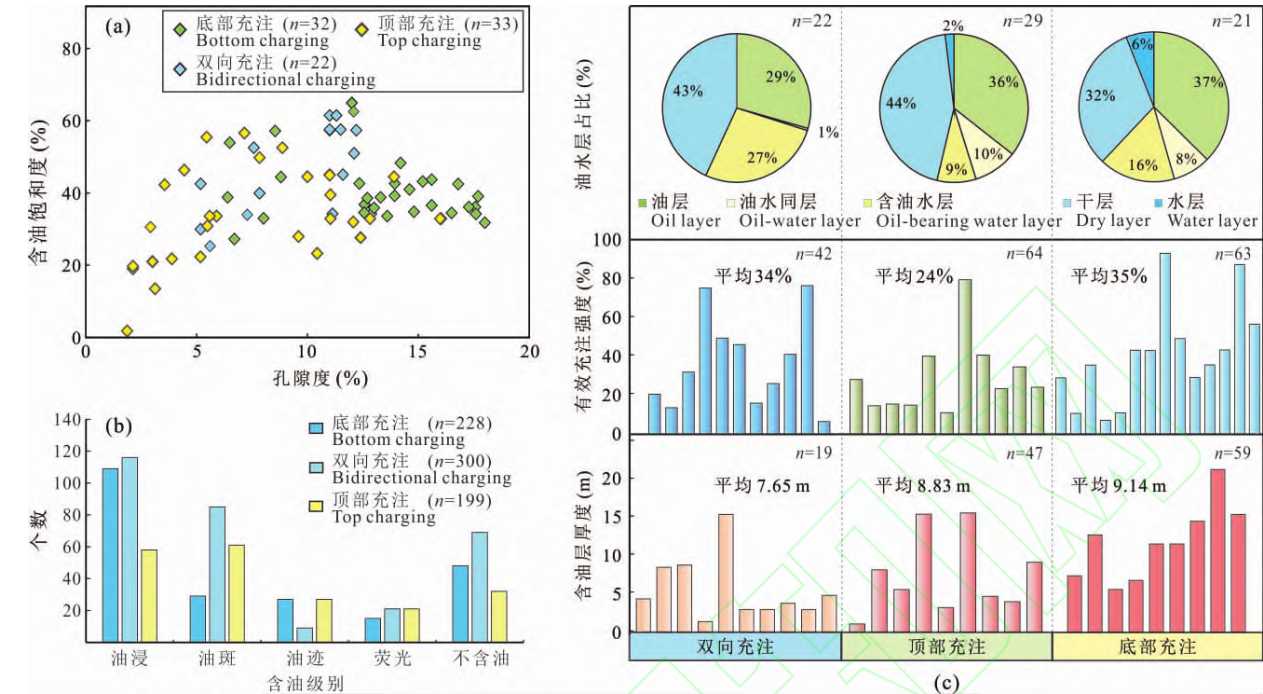 (a)
底部充注 (n=32)
Bottom charging
顶部充注 (n=33)
Top charging
双向充注 (n=22)
Bidirectional charging
含油饱和度 (%)
80
60
40
20
0
0 5 10 15 20
孔隙度 (%)
(b)
底部充注 (n=228)
Bottom charging
双向充注 (n=300)
Bidirectional charging
顶部充注 (n=199)
Top charging
个数
140
120
100
80
60
40
20
油浸 油斑 油迹 荧光 不含油
含油级别
油水层占比 (%)
n=22
29%
1%
27%
43%
n=29
2%
36%
10%
9%
44%
n=21
6%
37%
8%
16%
32%
油层 油水同层 含油水层 干层 水层
Oil layer Oil-water layer Oil-bearing water layer Dry layer Water layer
有效充注强度 (%)
100
80
60
40
20
0
n=42
平均34%
n=64
平均24%
n=63
平均35%
含油层厚度 (m)
20
15
10
5
0
n=19
平均 7.65 m
n=47
平均 8.83 m
n=59
平均 9.14 m
双向充注 顶部充注 底部充注
(c)